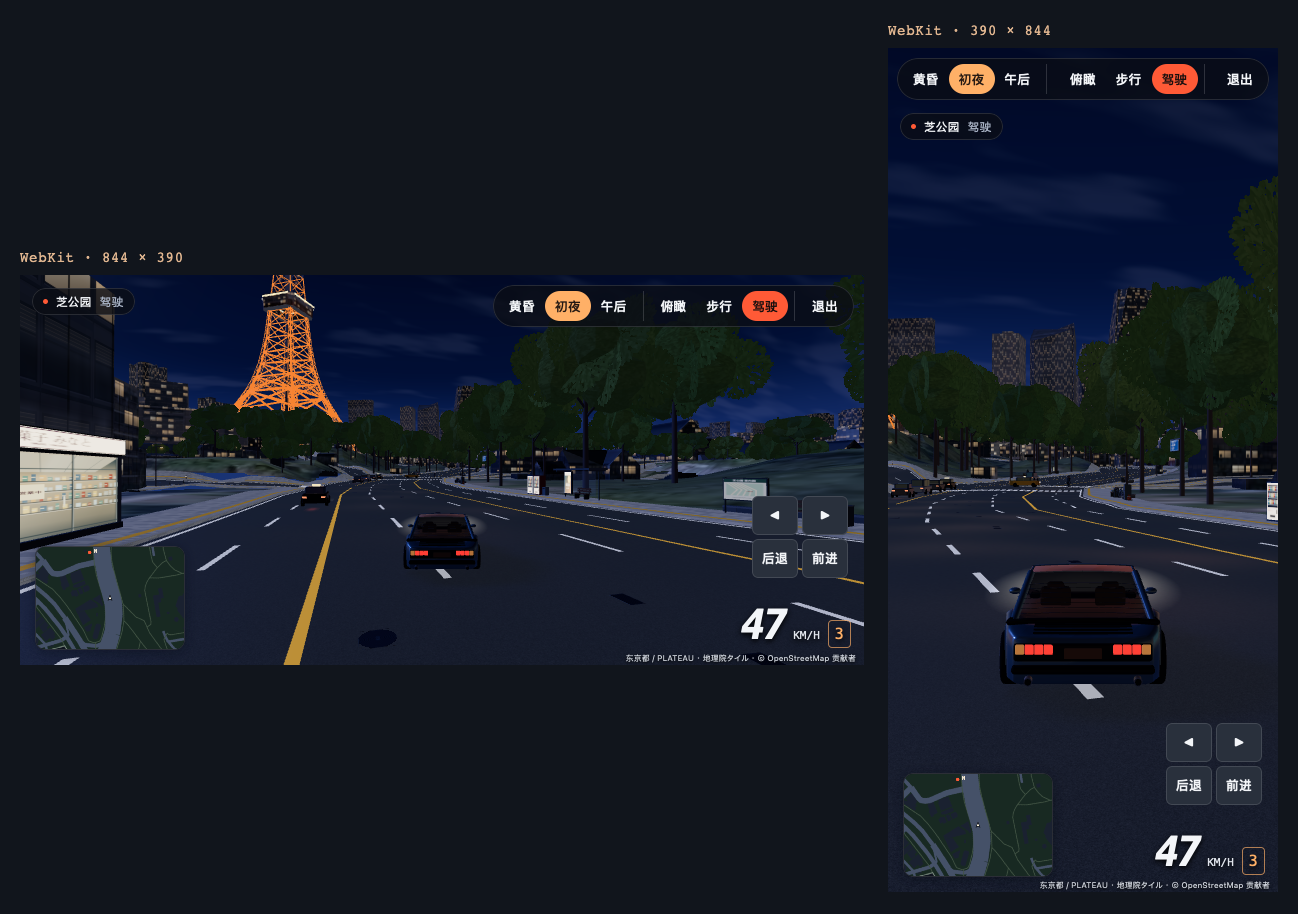 WebKit · 844 × 390
芝公园 驾驶
黄昏 初夜 午后 俯瞰 步行 驾驶 退出
◀ ▶
后退 前进
N
47 KM/H 3
东京都 / PLATEAU · 地理院タイル · © OpenStreetMap 贡献者
WebKit · 390 × 844
黄昏 初夜 午后 俯瞰 步行 驾驶 退出
芝公园 驾驶
◀ ▶
后退 前进
N
47 KM/H 3
东京都 / PLATEAU · 地理院タイル · © OpenStreetMap 贡献者